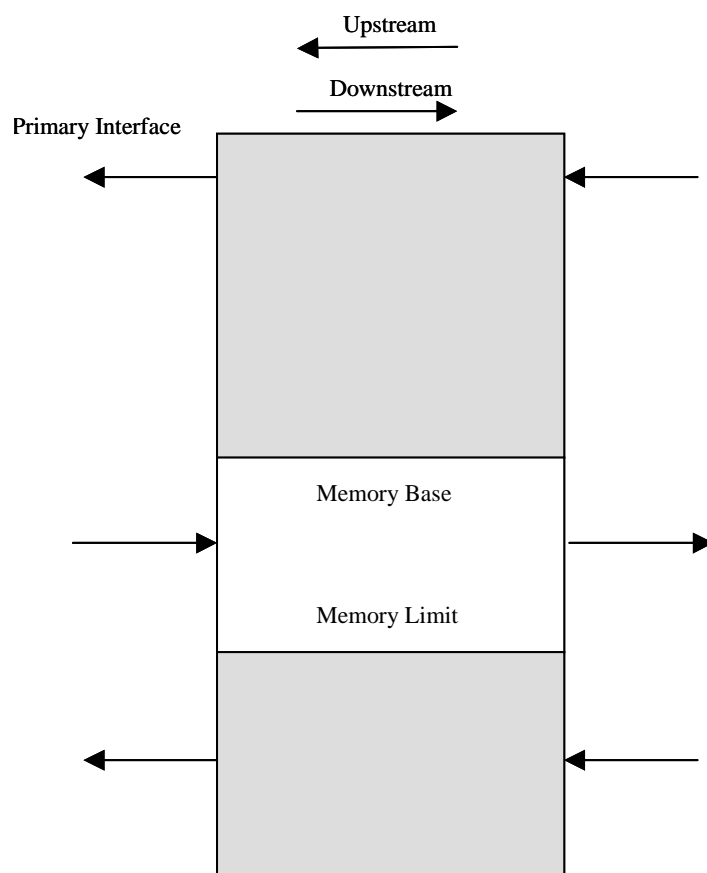 Upstream
Downstream
Primary Interface
Memory Base
Memory Limit